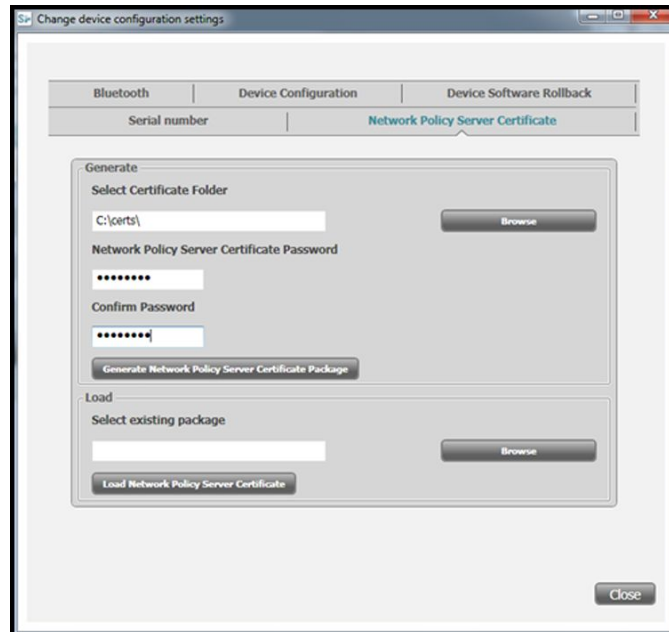 Change device configuration settings
Bluetooth Device Configuration Device Software Rollback
Serial number Network Policy Server Certificate
Generate
Select Certificate Folder
C:\certs\ Browse
Network Policy Server Certificate Password
••••••••
Confirm Password
••••••••
Generate Network Policy Server Certificate Package
Load
Select existing package
Browse
Load Network Policy Server Certificate
Close